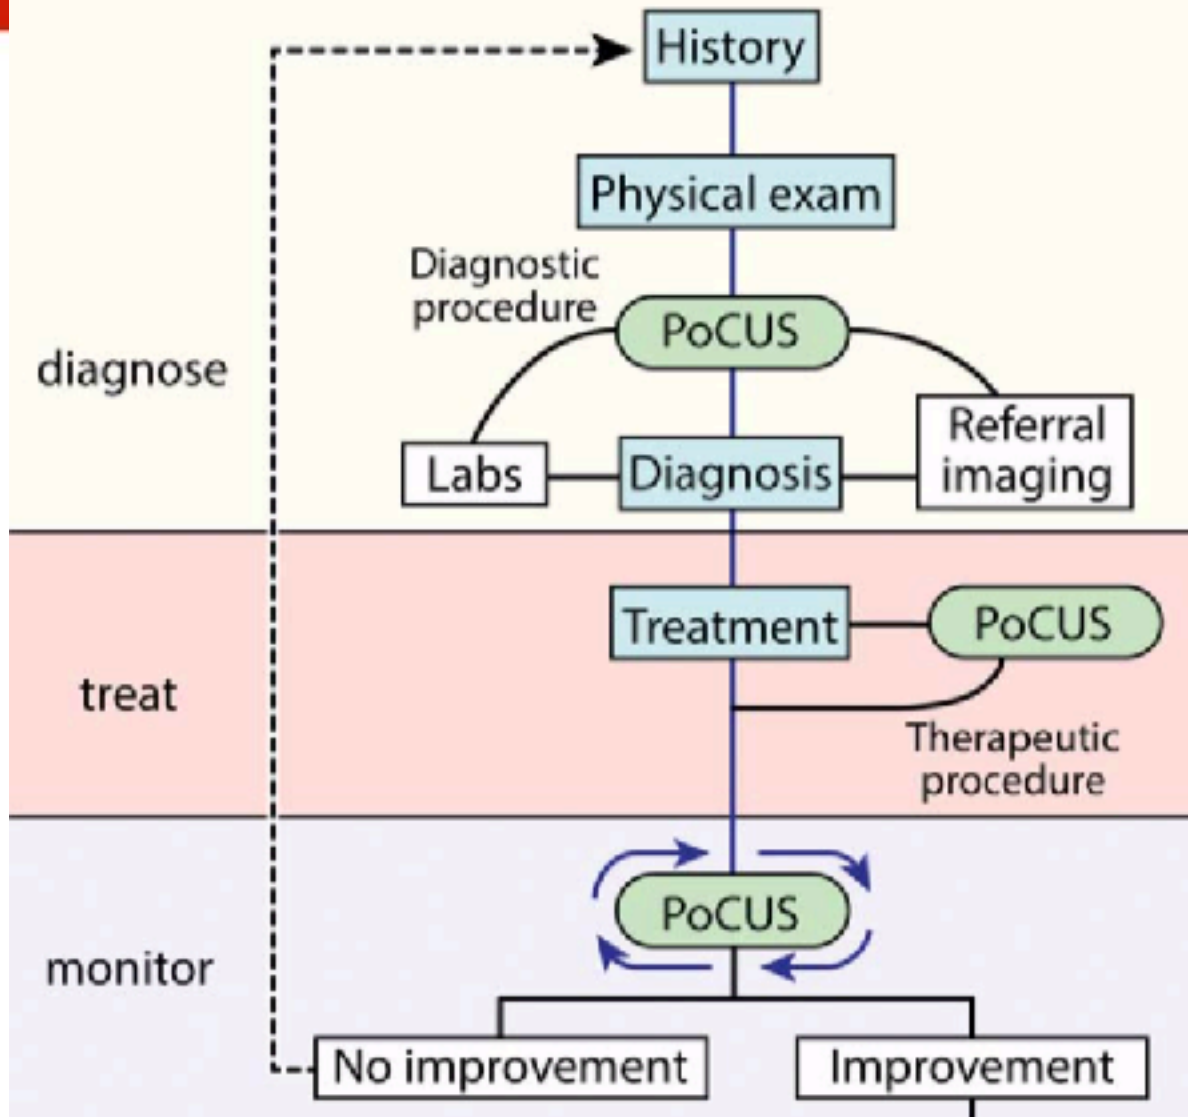 History
Physical exam
Diagnostic
procedure
PoCUS
diagnose
Referral
imaging
Labs
Diagnosis
Treatment
PoCUS
treat
Therapeutic
procedure
PoCUS
monitor
No improvement
Improvement